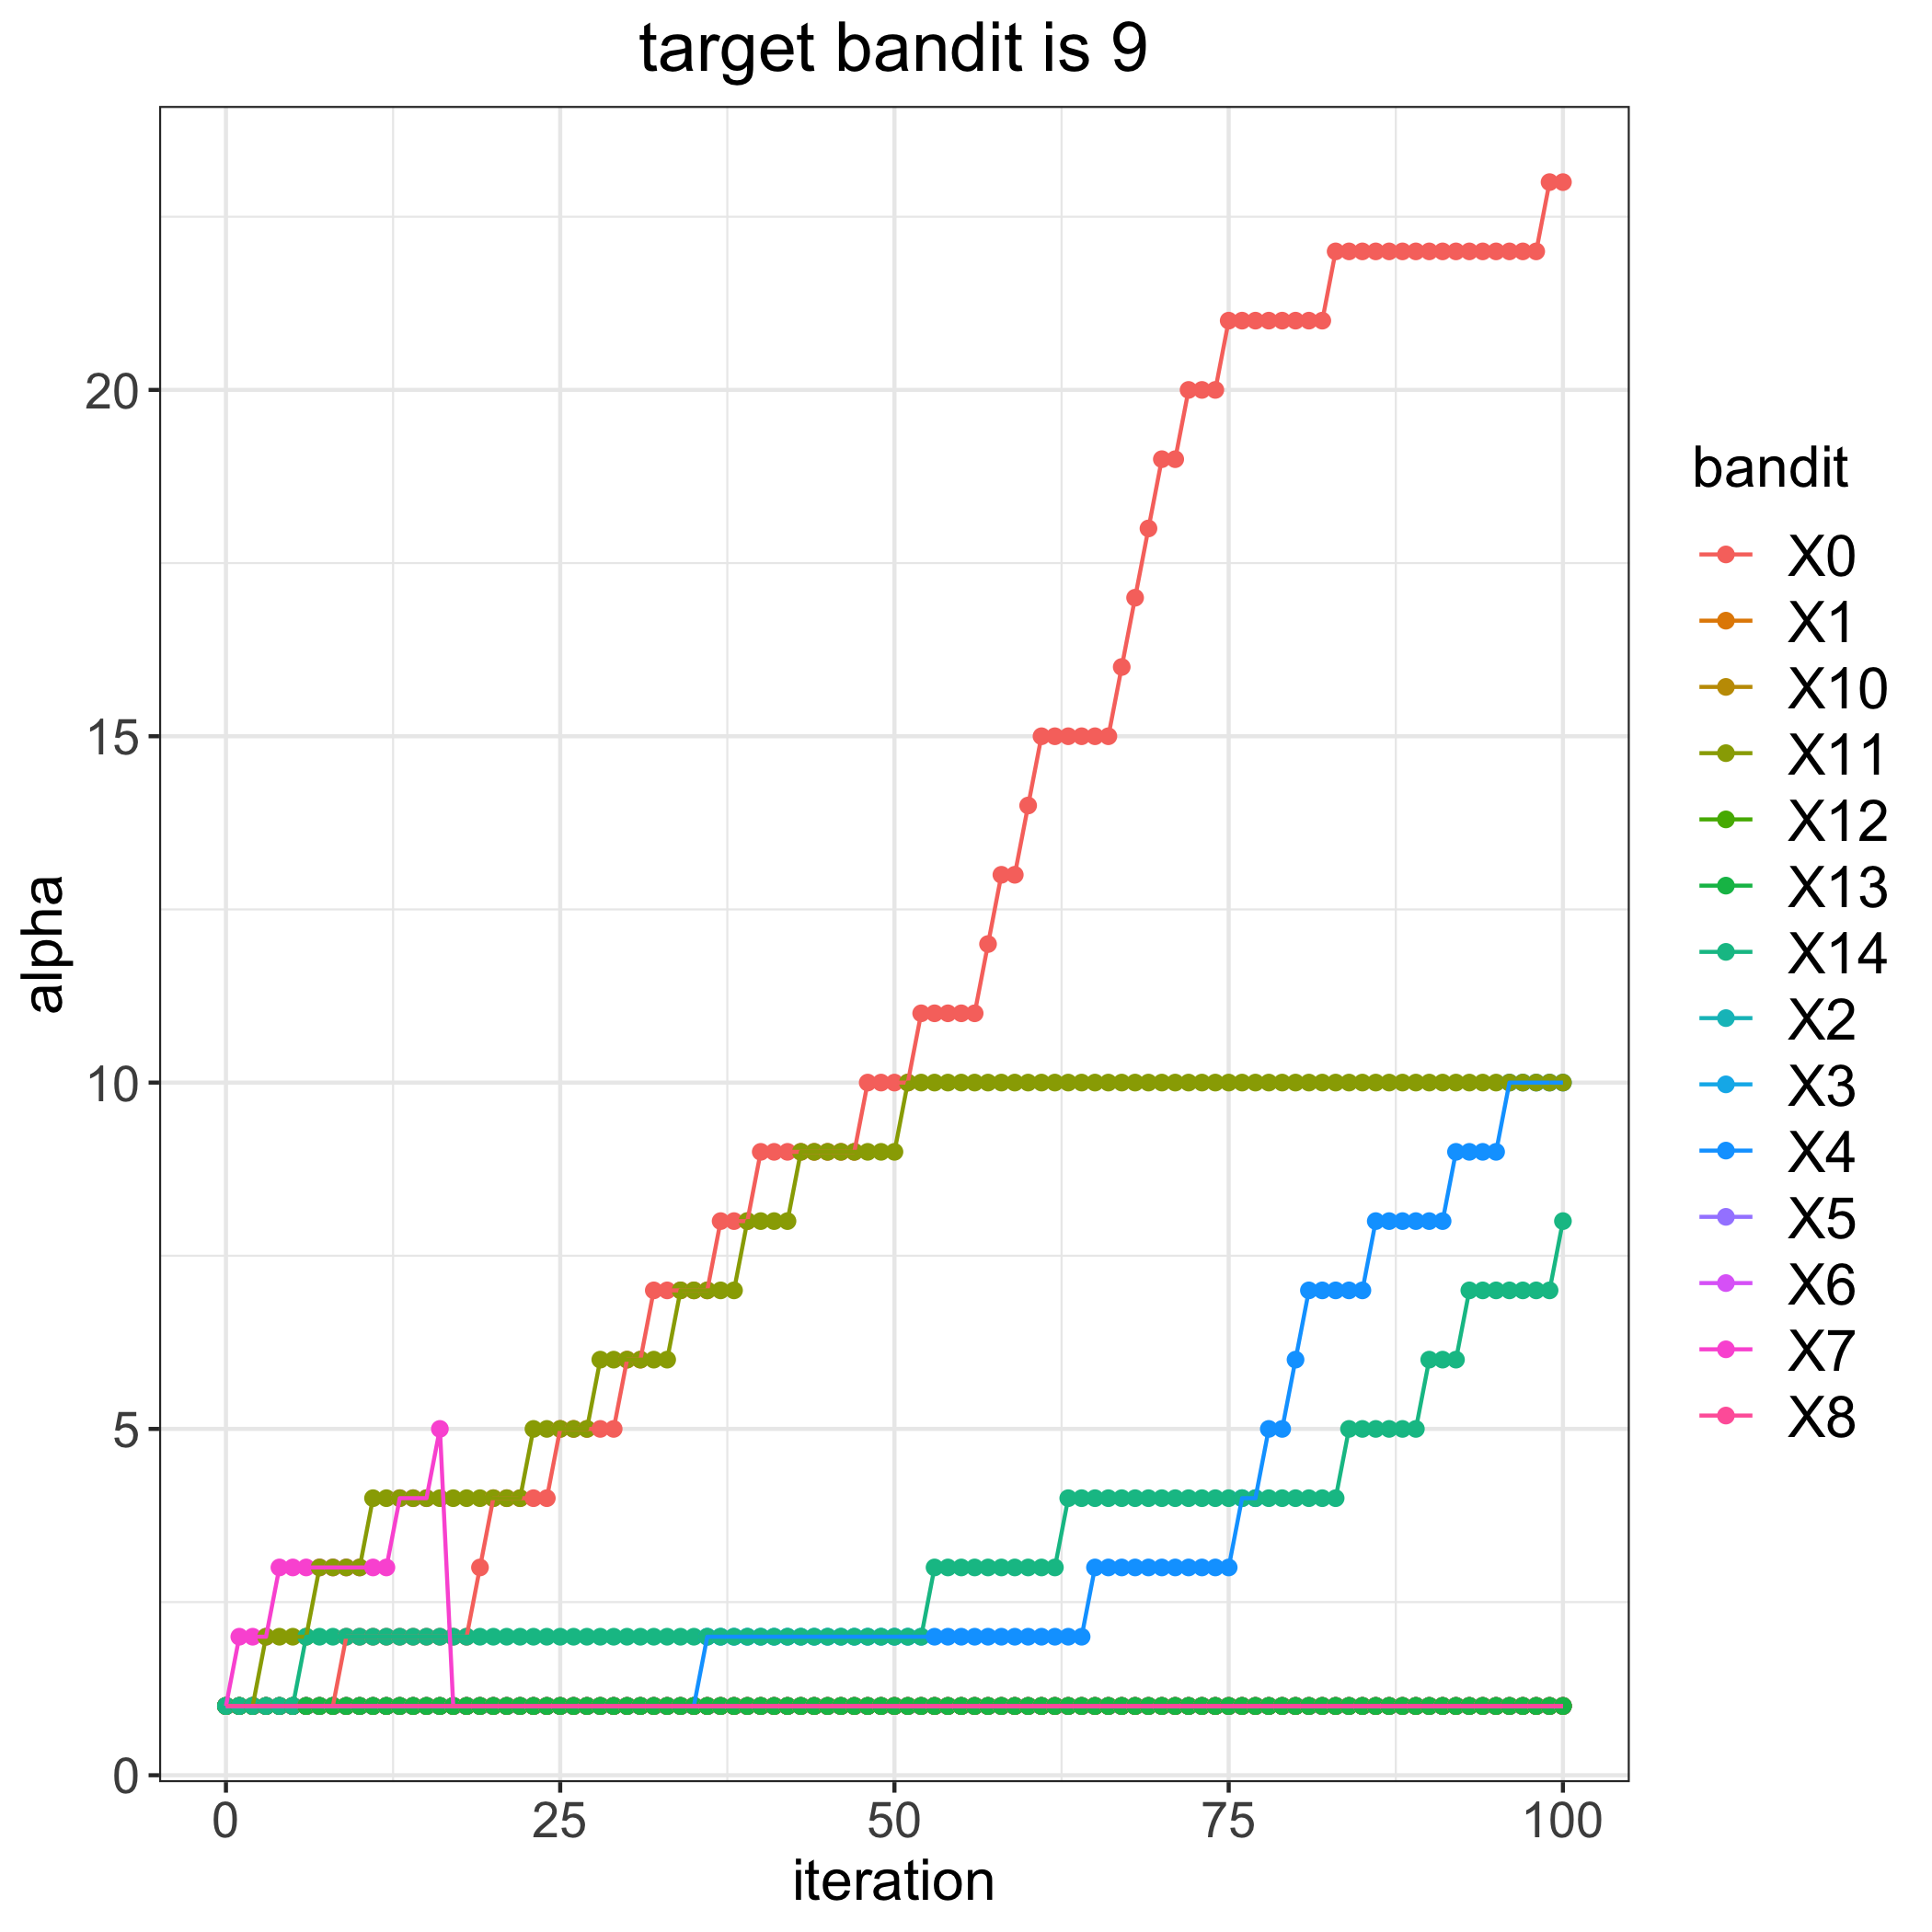 target bandit is 9
alpha
20
15
10
5
0
0 25 50 75 100
iteration
bandit
X0
X1
X10
X11
X12
X13
X14
X2
X3
X4
X5
X6
X7
X8